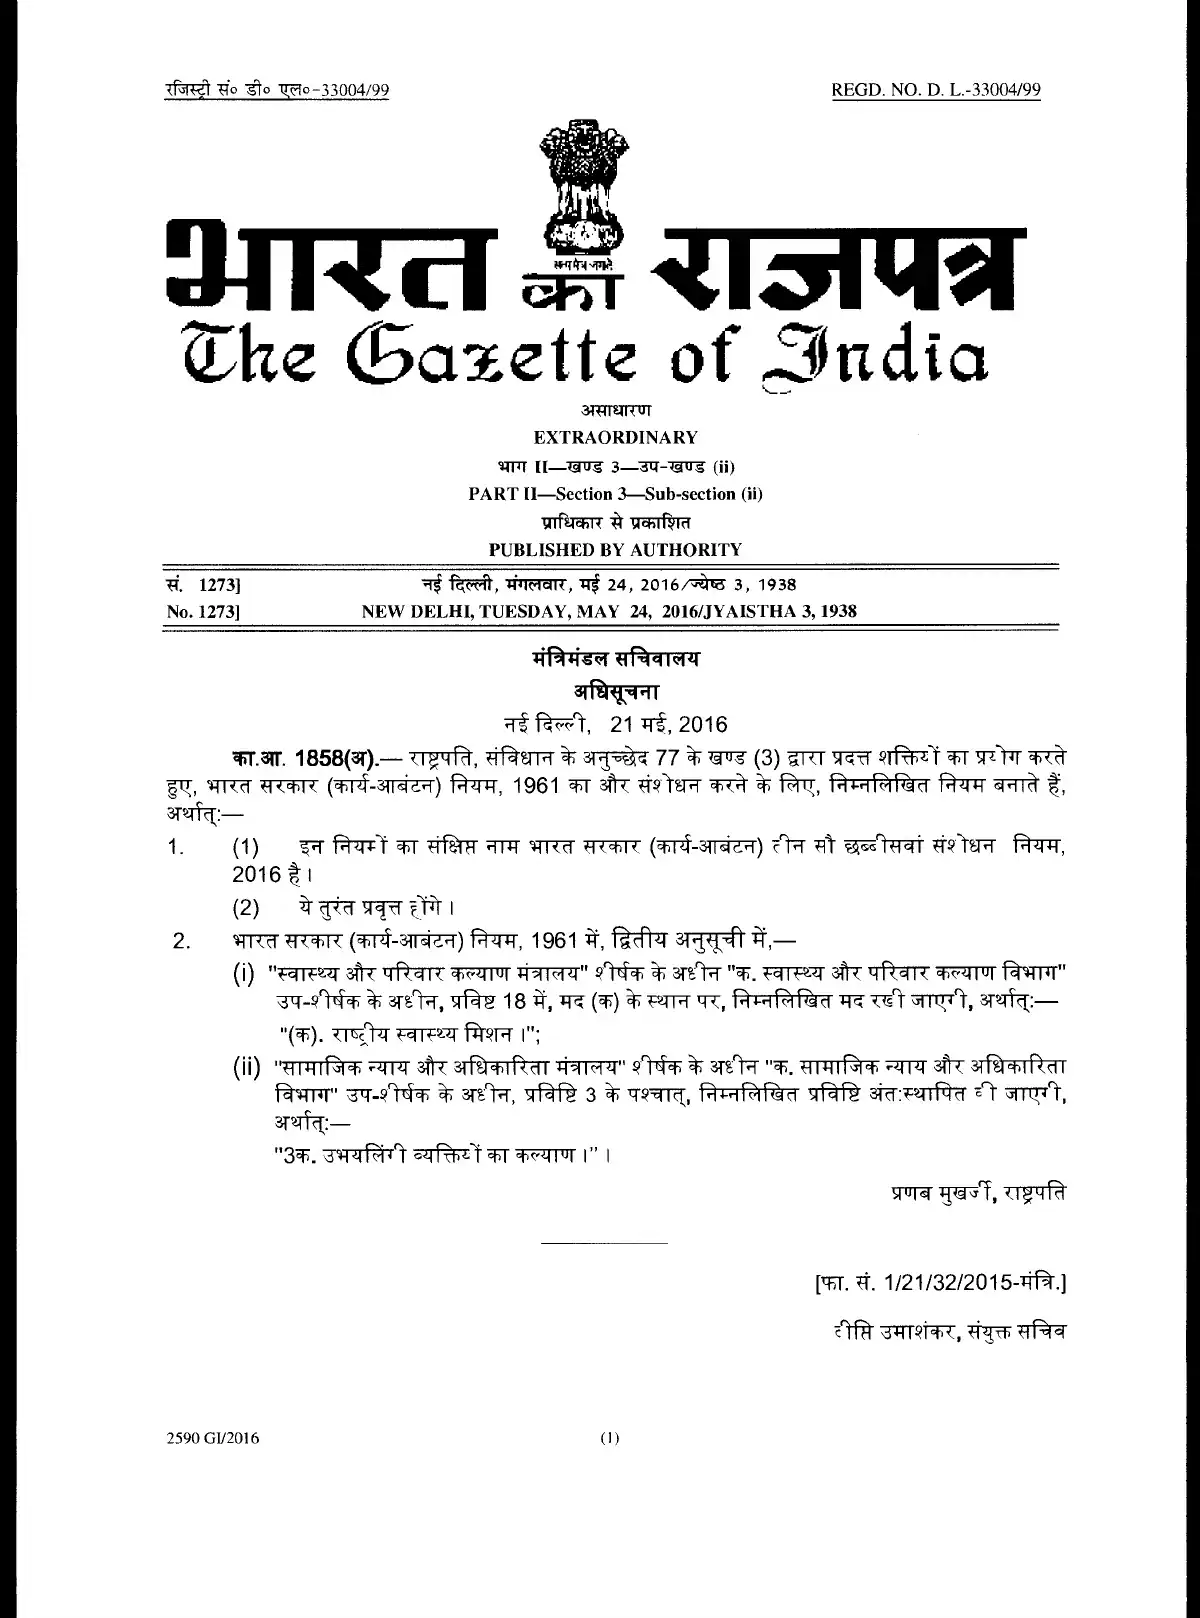 रजिस्ट्री सं० डी० एल०-33004/99
REGD. NO. D. L.-33004/99
सत्यमेव जयते
भारत का राजपत्र
The Gazette of India
असाधारण
EXTRAORDINARY
भाग II—खण्ड 3—उप-खण्ड (ii)
PART II—Section 3—Sub-section (ii)
प्राधिकार से प्रकाशित
PUBLISHED BY AUTHORITY
सं. 1273]
नई दिल्ली, मंगलवार, मई 24, 2016/ज्येष्ठ 3, 1938
No. 1273]
NEW DELHI, TUESDAY, MAY 24, 2016/JYAISTHA 3, 1938
मंत्रिमंडल सचिवालय
अधिसूचना
नई दिल्ली, 21 मई, 2016
का.आ. 1858(अ).— राष्ट्रपति, संविधान के अनुच्छेद 77 के खण्ड (3) द्वारा प्रदत्त शक्तियों का प्रयोग करते
हुए, भारत सरकार (कार्य-आबंटन) नियम, 1961 का और संशोधन करने के लिए, निम्नलिखित नियम बनाते हैं,
अर्थात्:—
1. (1) इन नियमों का संक्षिप्त नाम भारत सरकार (कार्य-आबंटन) तीन सौ छब्बीसवां संशोधन नियम,
2016 है।
(2) ये तुरंत प्रवृत्त होंगे।
2. भारत सरकार (कार्य-आबंटन) नियम, 1961 में, द्वितीय अनुसूची में,—
(i) "स्वास्थ्य और परिवार कल्याण मंत्रालय" शीर्षक के अधीन "क. स्वास्थ्य और परिवार कल्याण विभाग"
उप-शीर्षक के अधीन, प्रविष्ट 18 में, मद (क) के स्थान पर, निम्नलिखित मद रखी जाएगी, अर्थात्:—
"(क). राष्ट्रीय स्वास्थ्य मिशन।";
(ii) "सामाजिक न्याय और अधिकारिता मंत्रालय" शीर्षक के अधीन "क. सामाजिक न्याय और अधिकारिता
विभाग" उप-शीर्षक के अधीन, प्रविष्टि 3 के पश्चात्, निम्नलिखित प्रविष्टि अंत:स्थापित की जाएगी,
अर्थात्:—
"3क. उभयलिंगी व्यक्तियों का कल्याण।”।
प्रणब मुखर्जी, राष्ट्रपति
[फा. सं. 1/21/32/2015-मंत्रि.]
दीप्ति उमाशंकर, संयुक्त सचिव
2590 GI/2016
(1)